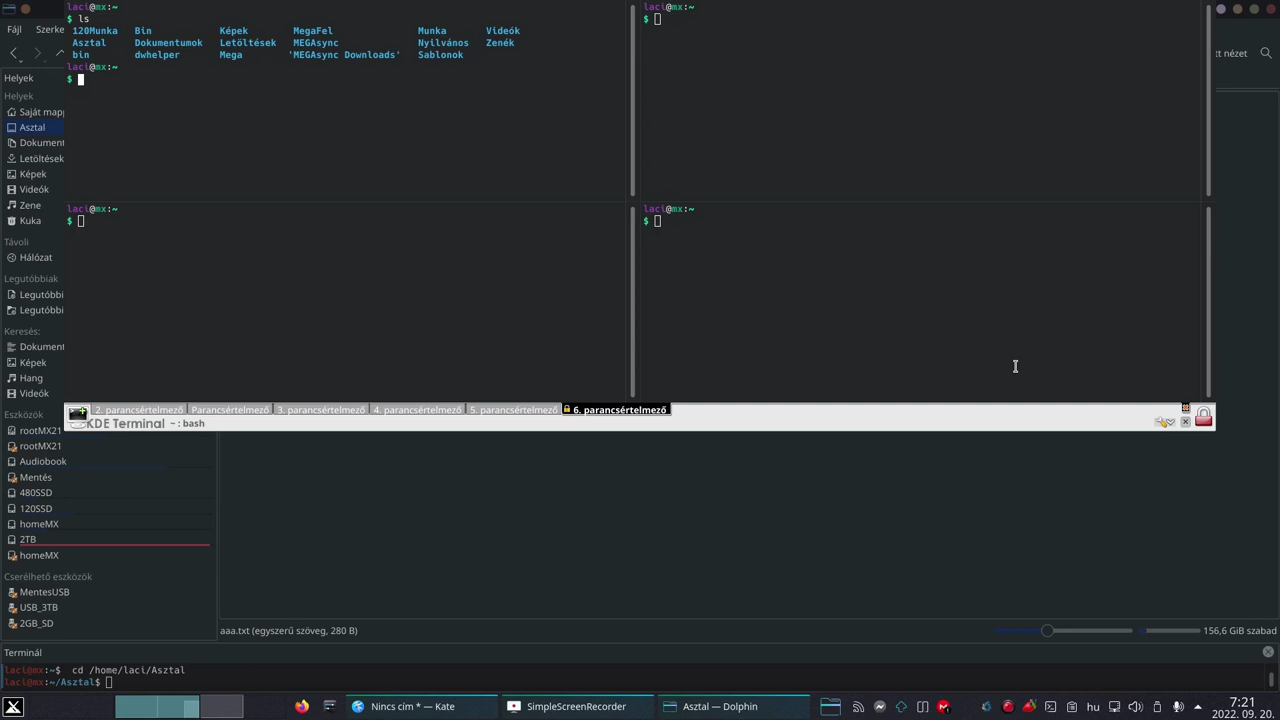 laci@mx:~
$ ls
120Munka Bin Képek MegaFel Munka Videók
Asztal Dokumentumok Letöltések MEGAsync Nyilvános Zenék
bin dwhelper Mega 'MEGAsync Downloads' Sablonok
laci@mx:~
$
laci@mx:~
$
laci@mx:~
$
laci@mx:~
$
2. parancsértelmező Parancsértelmező 3. parancsértelmező 4. parancsértelmező 5. parancsértelmező 6. parancsértelmező
KDE Terminal ~ : bash
Fájl Szerke
tt nézet
Helyek
Helyek
Saját mapp
Asztal
Dokument
Letöltések
Képek
Videók
Zene
Kuka
Távoli
Hálózat
Legutóbbiak
Legutóbbi
Legutóbbi
Keresés:
Dokument
Képek
Hang
Videók
Eszközök
rootMX21
rootMX21
Audiobook
Mentés
480SSD
120SSD
homeMX
2TB
homeMX
Cserélhető eszközök
MentesUSB
USB_3TB
2GB_SD
aaa.txt (egyszerű szöveg, 280 B)
156,6 GiB szabad
Terminál
laci@mx:~$ cd /home/laci/Asztal
laci@mx:~/Asztal$
Nincs cím * — Kate
SimpleScreenRecorder
Asztal — Dolphin
hu
7:21
2022. 09. 20.